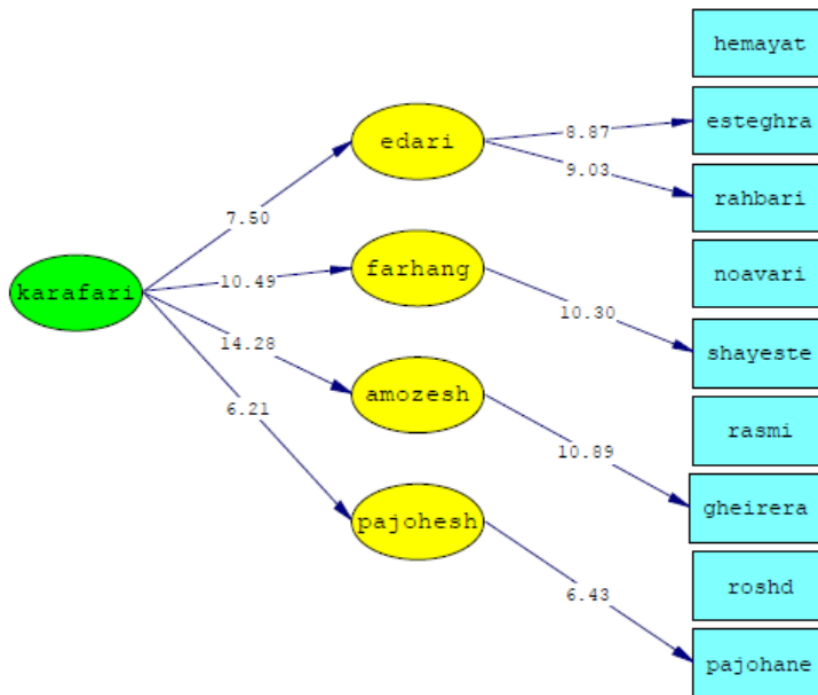 hemayat
esteghra
edari
8.87
9.03
rahbari
7.50
farhang
noavari
karafari
10.49
10.30
14.28
shayeste
amozesh
6.21
rasmi
10.89
gheirera
pajohesh
roshd
6.43
pajohane